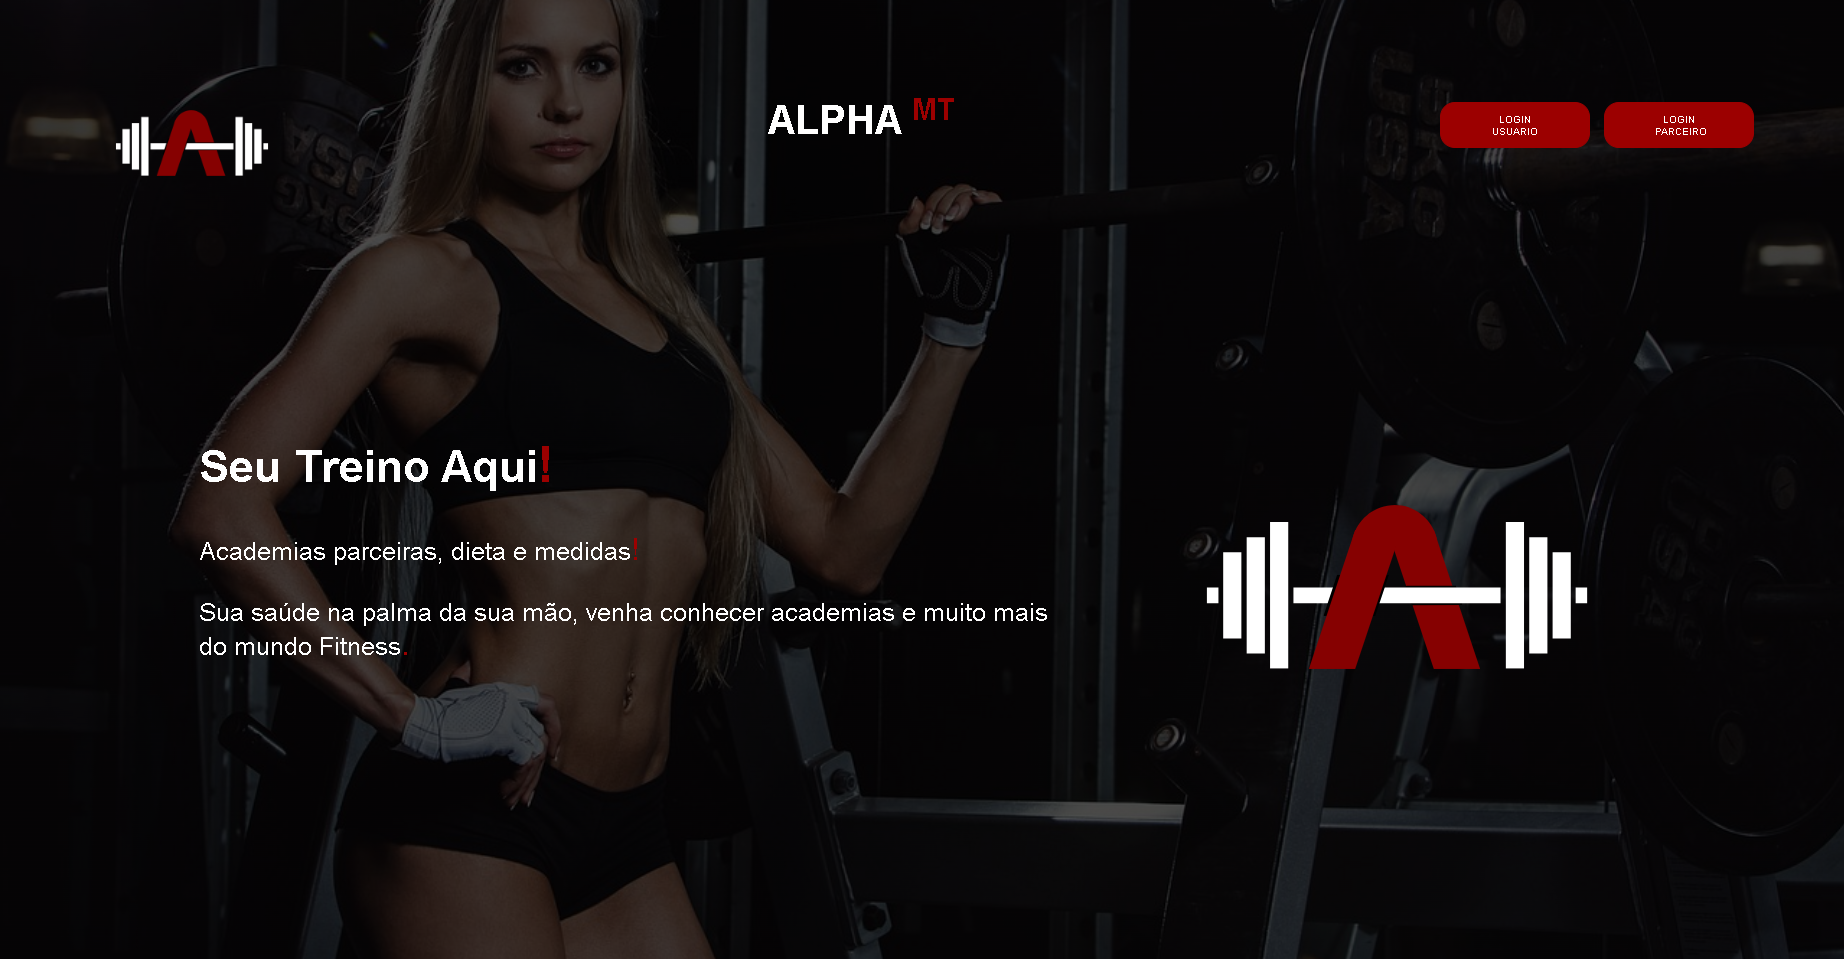 ALPHA MT
LOGIN
USUARIO
LOGIN
PARCEIRO
Seu Treino Aqui!
Academias parceiras, dieta e medidas!
Sua saúde na palma da sua mão, venha conhecer academias e muito mais
do mundo Fitness.